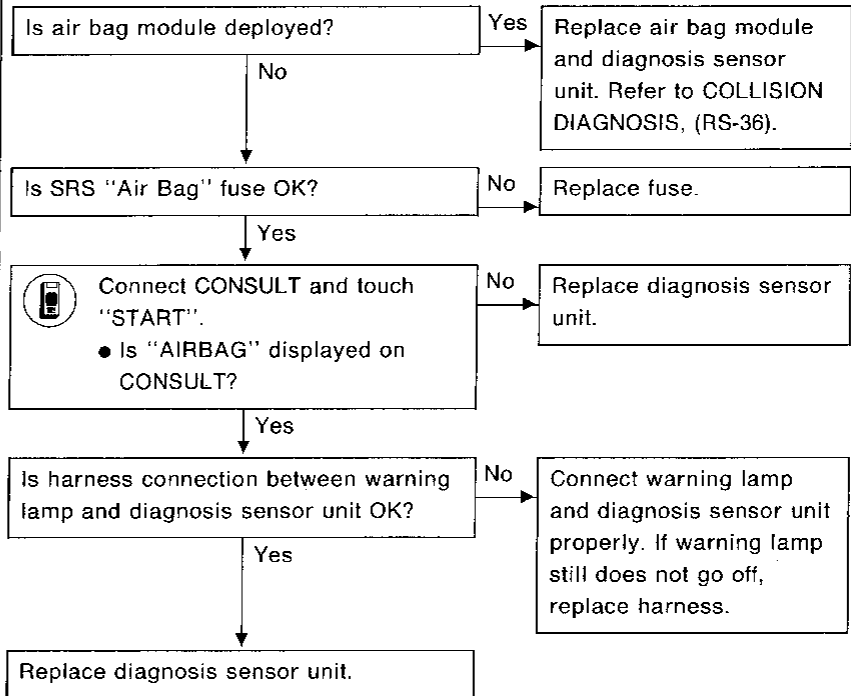 Is air bag module deployed?
Yes
Replace air bag module
and diagnosis sensor
unit. Refer to COLLISION
DIAGNOSIS, (RS-36).
No
Is SRS "Air Bag" fuse OK?
No
Replace fuse.
Yes
Connect CONSULT and touch
"START".
● Is "AIRBAG" displayed on
CONSULT?
No
Replace diagnosis sensor
unit.
Yes
Is harness connection between warning
lamp and diagnosis sensor unit OK?
No
Connect warning lamp
and diagnosis sensor unit
properly. If warning lamp
still does not go off,
replace harness.
Yes
Replace diagnosis sensor unit.